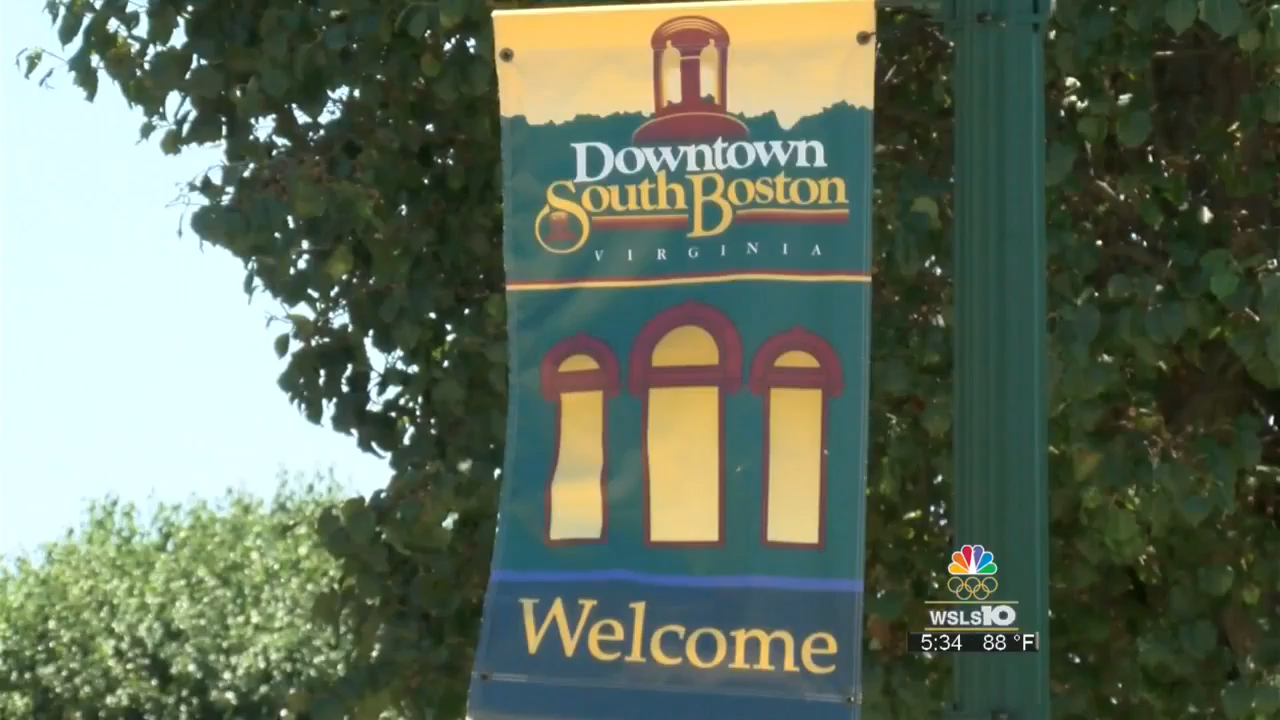 Downtown
South Boston
VIRGINIA
Welcome
WSLS10
5:34 88 °F